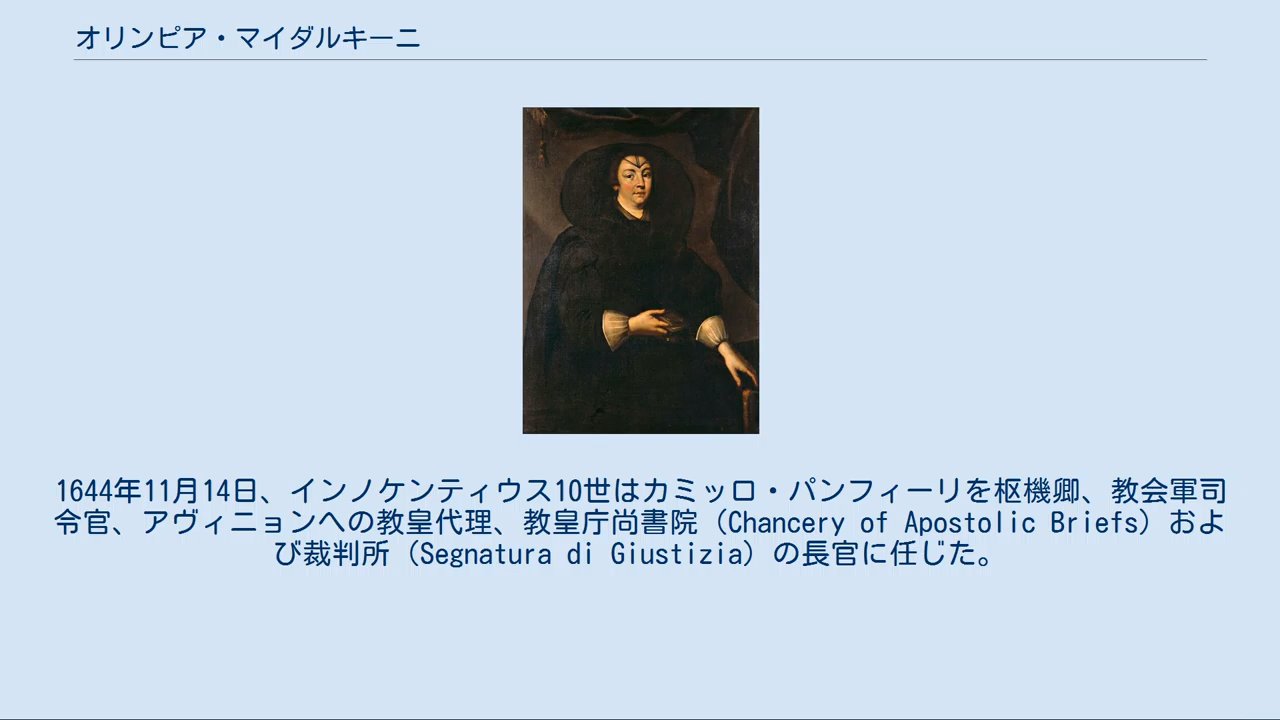 オリンピア・マイダルキーニ
1644年11月14日、インノケンティウス10世はカミッロ・パンフィーリを枢機卿、教会軍司
令官、アヴィニョンへの教皇代理、教皇庁尚書院（Chancery of Apostolic Briefs）およ
び裁判所（Segnatura di Giustizia）の長官に任じた。